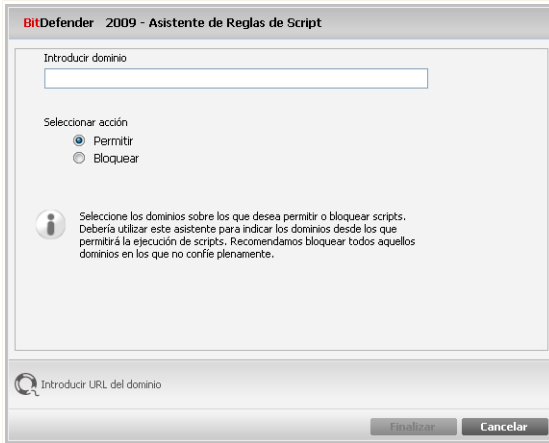 BitDefender 2009 - Asistente de Reglas de Script
Introducir dominio
Seleccionar acción
Permitir
Bloquear
Seleccione los dominios sobre los que desea permitir o bloquear scripts.
Debería utilizar este asistente para indicar los dominios desde los que
permitirá la ejecución de scripts. Recomendamos bloquear todos aquellos
dominios en los que no confíe plenamente.
Introducir URL del dominio
Finalizar
Cancelar